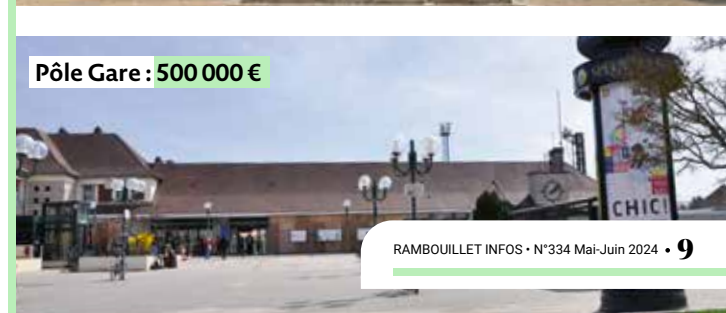 Pôle Gare : 500 000 €
CHIC!
RAMBOUILLET INFOS • N°334 Mai-Juin 2024 • 9